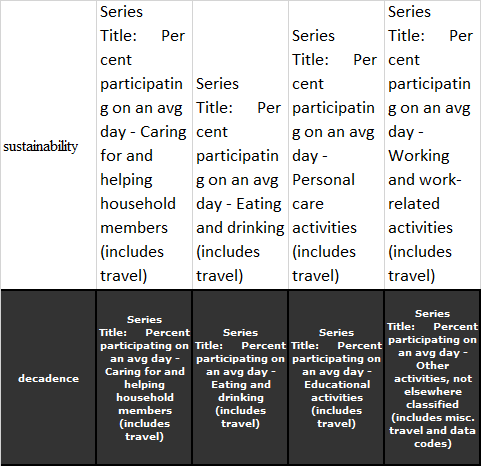 sustainability
Series
Title: Per
cent
participatin
g on an avg
day - Caring
for and
helping
household
members
(includes
travel)
Series
Title: Per
cent
participatin
g on an avg
day - Eating
and drinking
(includes
travel)
Series
Title: Per
cent
participatin
g on an avg
day -
Personal
care
activities
(includes
travel)
Series
Title: Per
cent
participatin
g on an avg
day -
Working
and work-
related
activities
(includes
travel)
decadence
Series
Title: Percent
participating on
an avg day -
Caring for and
helping
household
members
(includes
travel)
Series
Title: Percent
participating on
an avg day -
Eating and
drinking
(includes
travel)
Series
Title: Percent
participating on
an avg day -
Educational
activities
(includes
travel)
Series
Title: Percent
participating on
an avg day -
Other
activities, not
elsewhere
classified
(includes misc.
travel and data
codes)